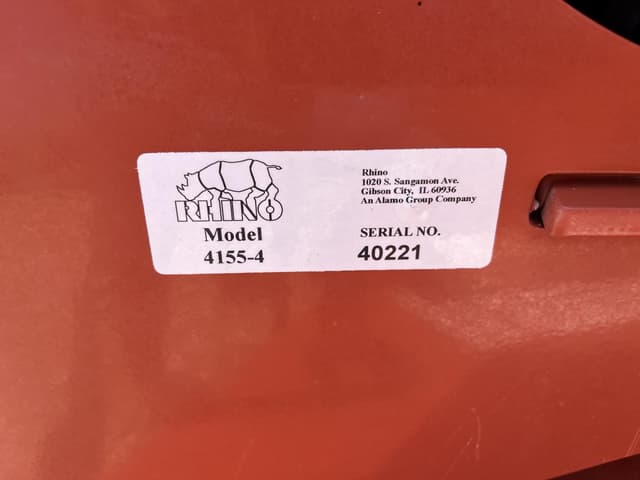 RHINO
Model
4155-4
Rhino
1020 S. Sangamon Ave.
Gibson City, IL 60936
An Alamo Group Company
SERIAL NO.
40221